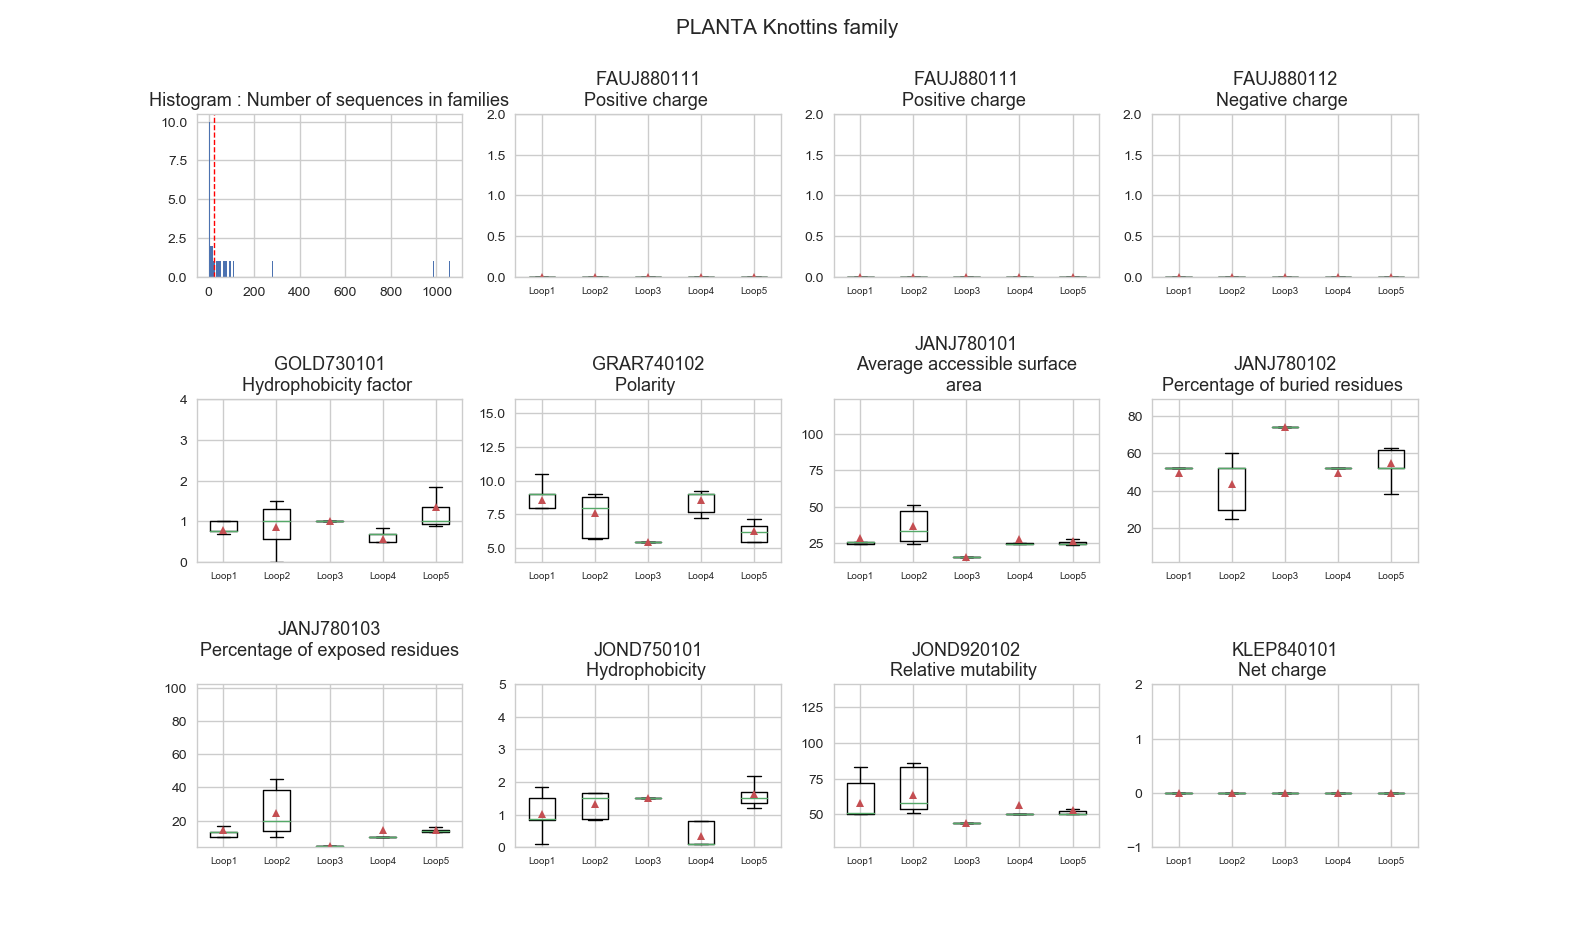 PLANTA Knottins family
Histogram : Number of sequences in families
10.0
7.5
5.0
2.5
0.0
0 200 400 600 800 1000
FAUJ880111
Positive charge
2.0
1.5
1.0
0.5
0.0
Loop1 Loop2 Loop3 Loop4 Loop5
FAUJ880111
Positive charge
2.0
1.5
1.0
0.5
0.0
Loop1 Loop2 Loop3 Loop4 Loop5
FAUJ880112
Negative charge
2.0
1.5
1.0
0.5
0.0
Loop1 Loop2 Loop3 Loop4 Loop5
GOLD730101
Hydrophobicity factor
4
3
2
1
0
Loop1 Loop2 Loop3 Loop4 Loop5
GRAR740102
Polarity
15.0
12.5
10.0
7.5
5.0
Loop1 Loop2 Loop3 Loop4 Loop5
JANJ780101
Average accessible surface
area
100
75
50
25
Loop1 Loop2 Loop3 Loop4 Loop5
JANJ780102
Percentage of buried residues
80
60
40
20
Loop1 Loop2 Loop3 Loop4 Loop5
JANJ780103
Percentage of exposed residues
100
80
60
40
20
Loop1 Loop2 Loop3 Loop4 Loop5
JOND750101
Hydrophobicity
5
4
3
2
1
0
Loop1 Loop2 Loop3 Loop4 Loop5
JOND920102
Relative mutability
125
100
75
50
Loop1 Loop2 Loop3 Loop4 Loop5
KLEP840101
Net charge
2
1
0
−1
Loop1 Loop2 Loop3 Loop4 Loop5